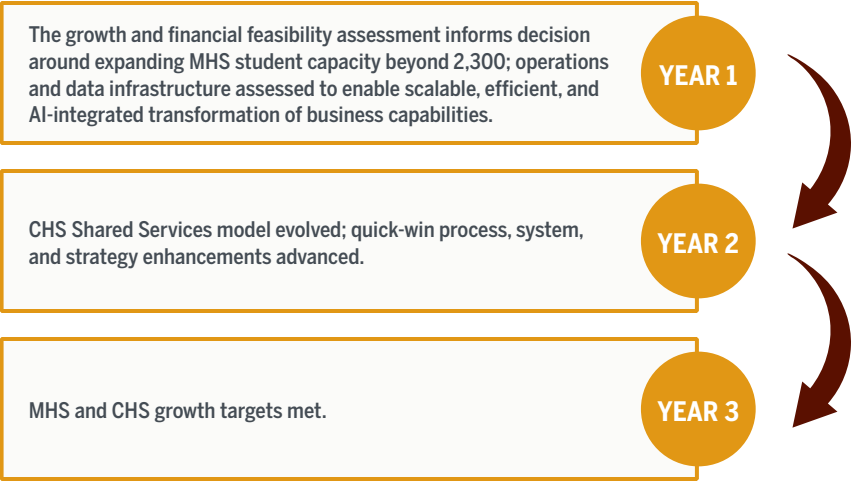 The growth and financial feasibility assessment informs decision
around expanding MHS student capacity beyond 2,300; operations
and data infrastructure assessed to enable scalable, efficient, and
AI-integrated transformation of business capabilities.
YEAR 1
CHS Shared Services model evolved; quick-win process, system,
and strategy enhancements advanced.
YEAR 2
MHS and CHS growth targets met.
YEAR 3